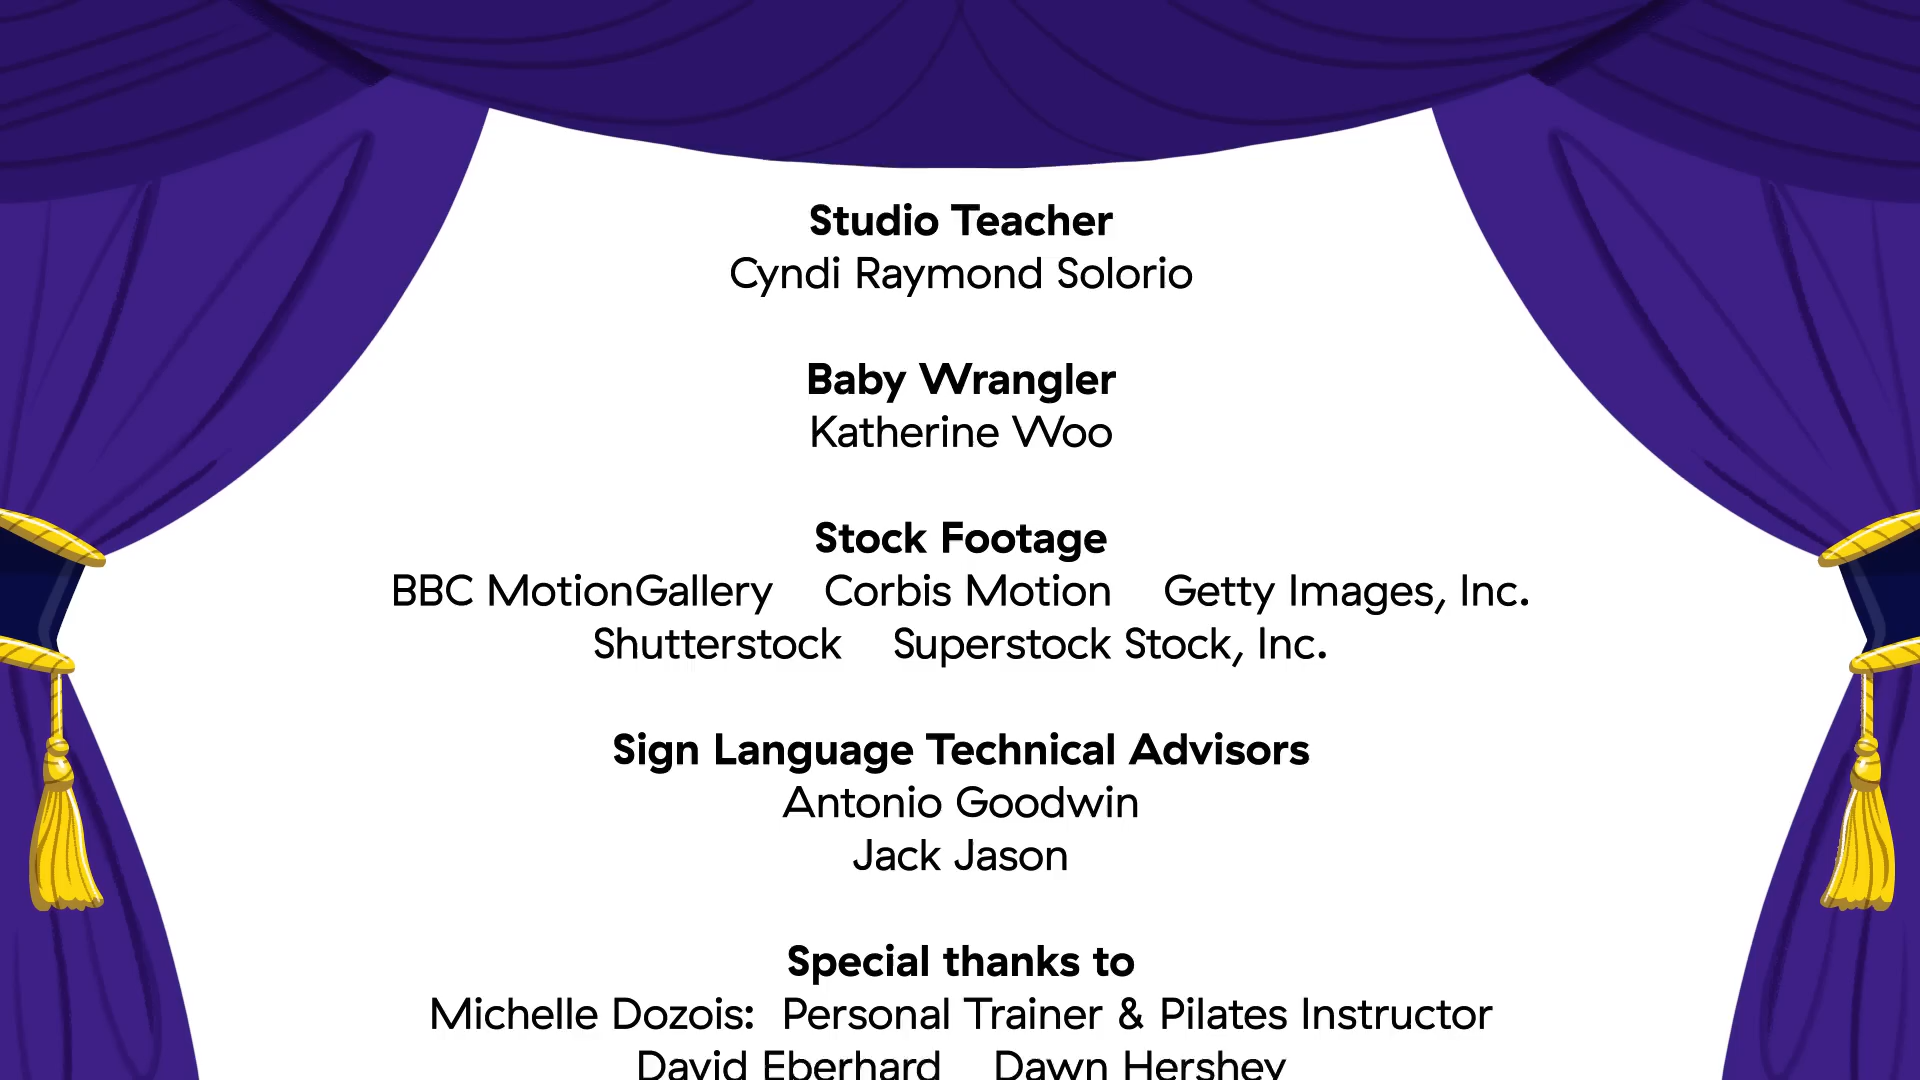 Studio Teacher
Cyndi Raymond Solorio
Baby Wrangler
Katherine Woo
Stock Footage
BBC MotionGallery Corbis Motion Getty Images, Inc.
Shutterstock Superstock Stock, Inc.
Sign Language Technical Advisors
Antonio Goodwin
Jack Jason
Special thanks to
Michelle Dozois: Personal Trainer & Pilates Instructor
David Eberhard Dawn Hershey